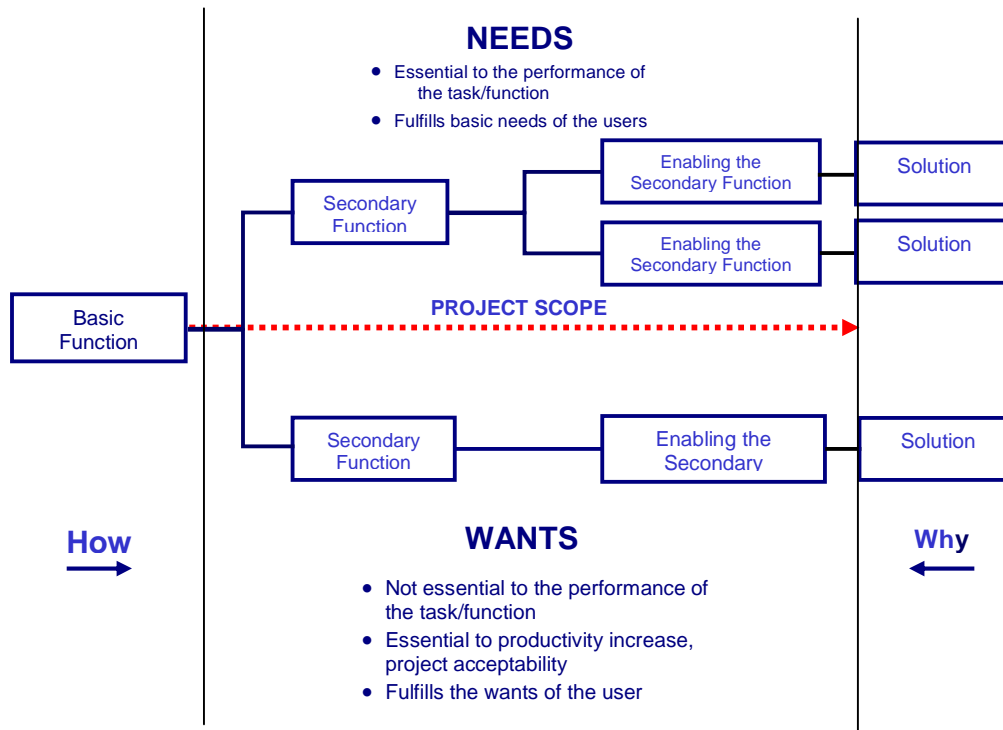 NEEDS
• Essential to the performance of
the task/function
• Fulfills basic needs of the users
Enabling the
Secondary Function
Solution
Secondary
Function
Enabling the
Secondary Function
Solution
PROJECT SCOPE
Basic
Function
Secondary
Function
Enabling the
Secondary
Solution
How
WANTS
Why
• Not essential to the performance of
the task/function
• Essential to productivity increase,
project acceptability
• Fulfills the wants of the user